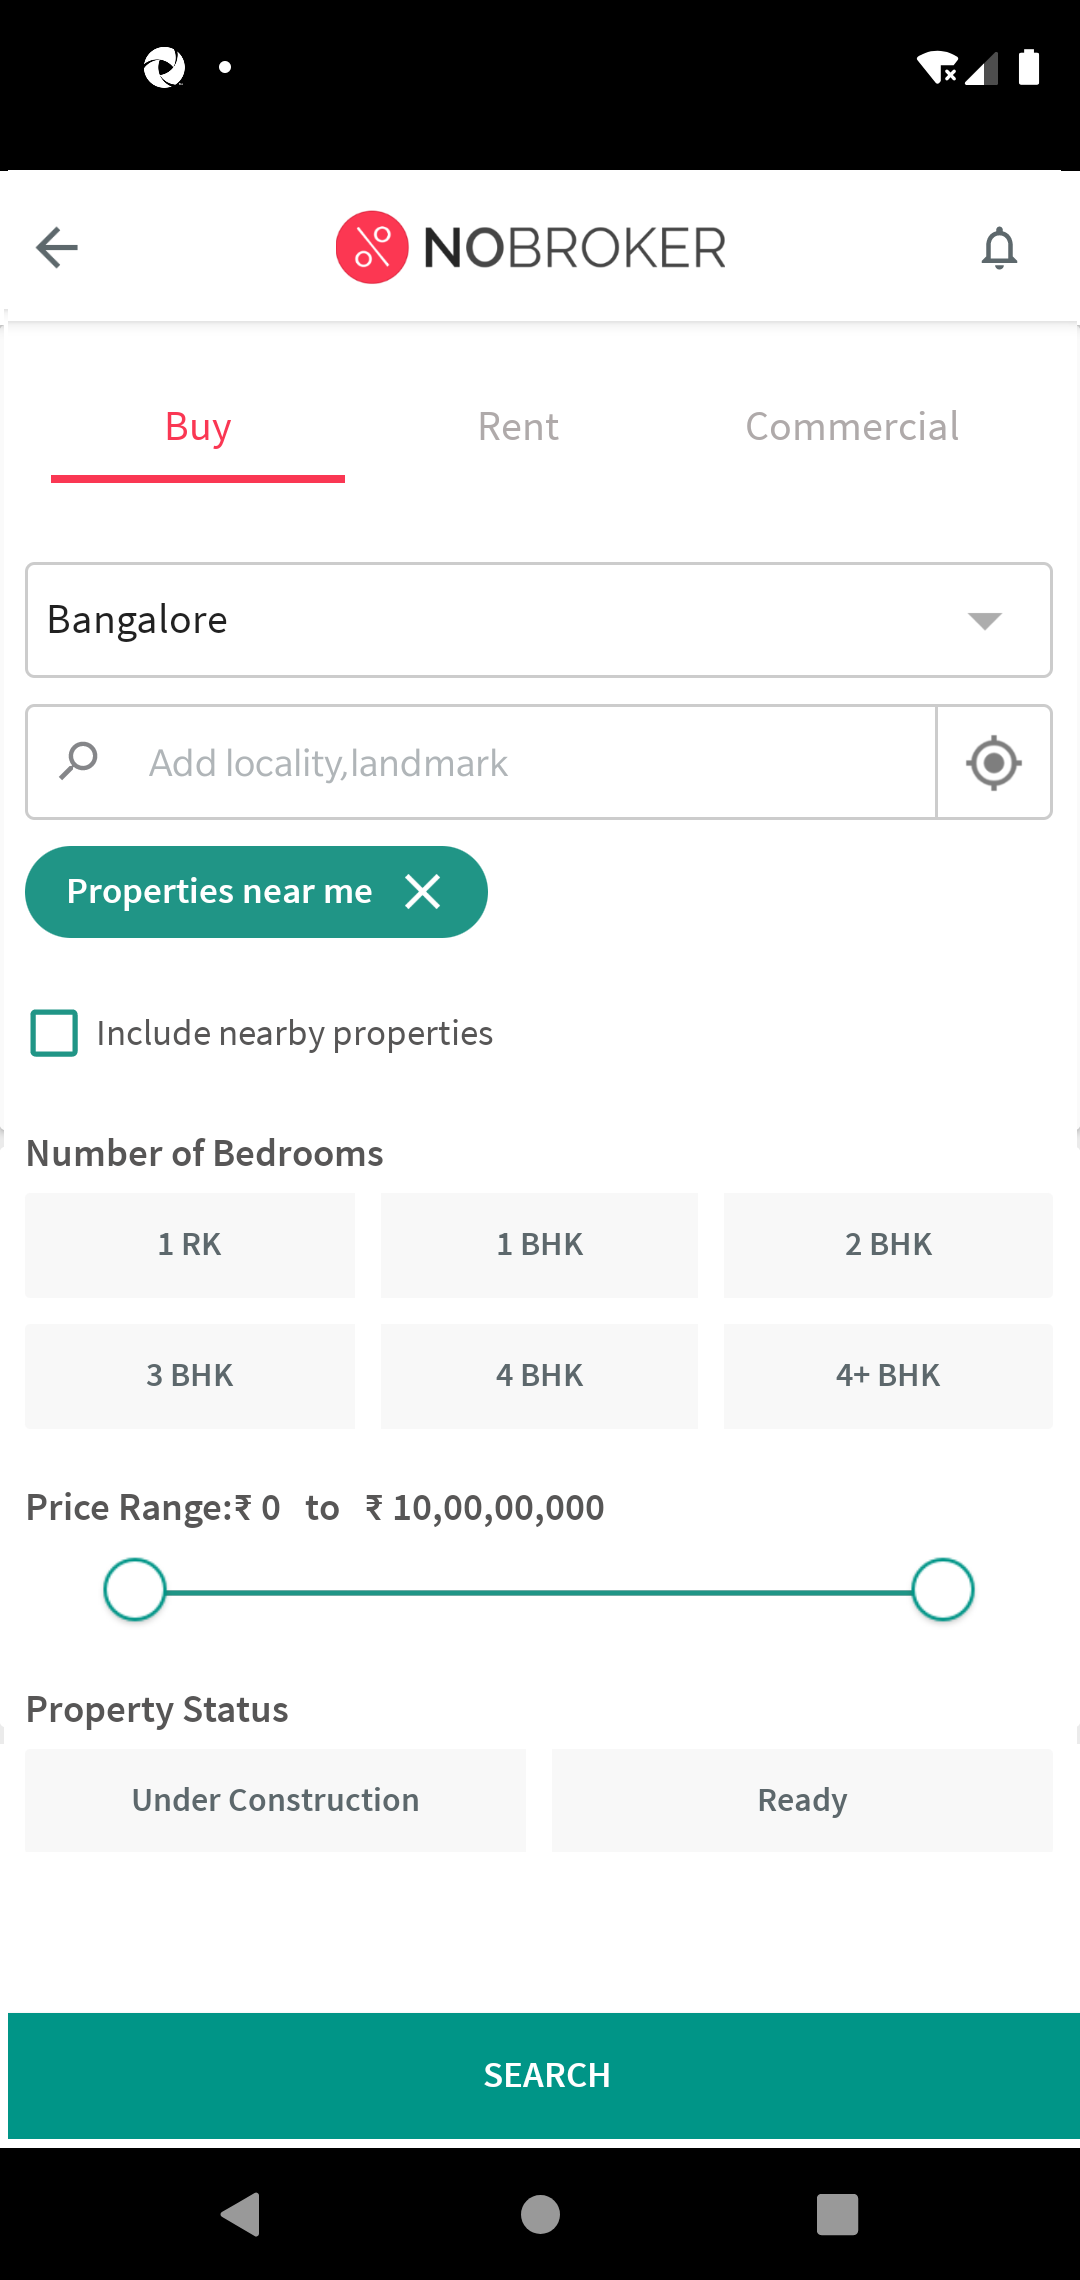 NOBROKER
Buy Rent Commercial
Bangalore
Add locality,landmark
Properties near me
Include nearby properties
Number of Bedrooms
1 RK 1 BHK 2 BHK
3 BHK 4 BHK 4+ BHK
Price Range:₹ 0 to ₹ 10,00,00,000
Property Status
Under Construction Ready
SEARCH